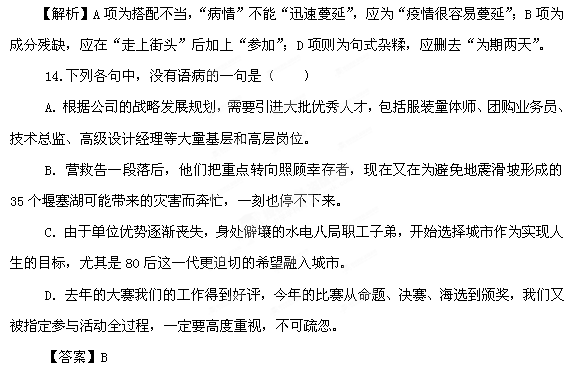 【解析】A项为搭配不当，“病情”不能“迅速蔓延”，应为“疫情很容易蔓延”；B项为
成分残缺，应在“走上街头”后加上“参加”；D项则为句式杂糅，应删去“为期两天”。
14.下列各句中，没有语病的一句是（　　）
A．根据公司的战略发展规划，需要引进大批优秀人才，包括服装量体师、团购业务员、
技术总监、高级设计经理等大量基层和高层岗位。
B．营救告一段落后，他们把重点转向照顾幸存者，现在又在为避免地震滑坡形成的
35个堰塞湖可能带来的灾害而奔忙，一刻也停不下来。
C．由于单位优势逐渐丧失，身处僻壤的水电八局职工子弟，开始选择城市作为实现人
生的目标，尤其是80后这一代更迫切的希望融入城市。
D．去年的大赛我们的工作得到好评，今年的比赛从命题、决赛、海选到颁奖，我们又
被指定参与活动全过程，一定要高度重视，不可疏忽。
【答案】B